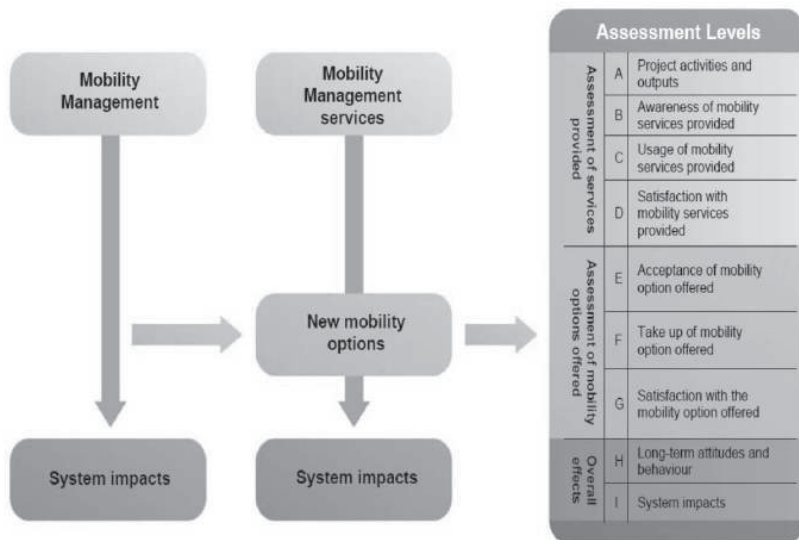 Mobility
Management
Mobility
Management
services
New mobility
options
System impacts
System impacts
Assessment Levels
Assessment of services
provided
A
Project activities and
outputs
B
Awareness of mobility
services provided
C
Usage of mobility
services provided
D
Satisfaction with
mobility services
provided
Assessment of mobility
options offered
E
Acceptance of mobility
option offered
F
Take up of mobility
option offered
G
Satisfaction with the
mobility option offered
Overall
effects
H
Long-term attitudes and
behaviour
I
System impacts